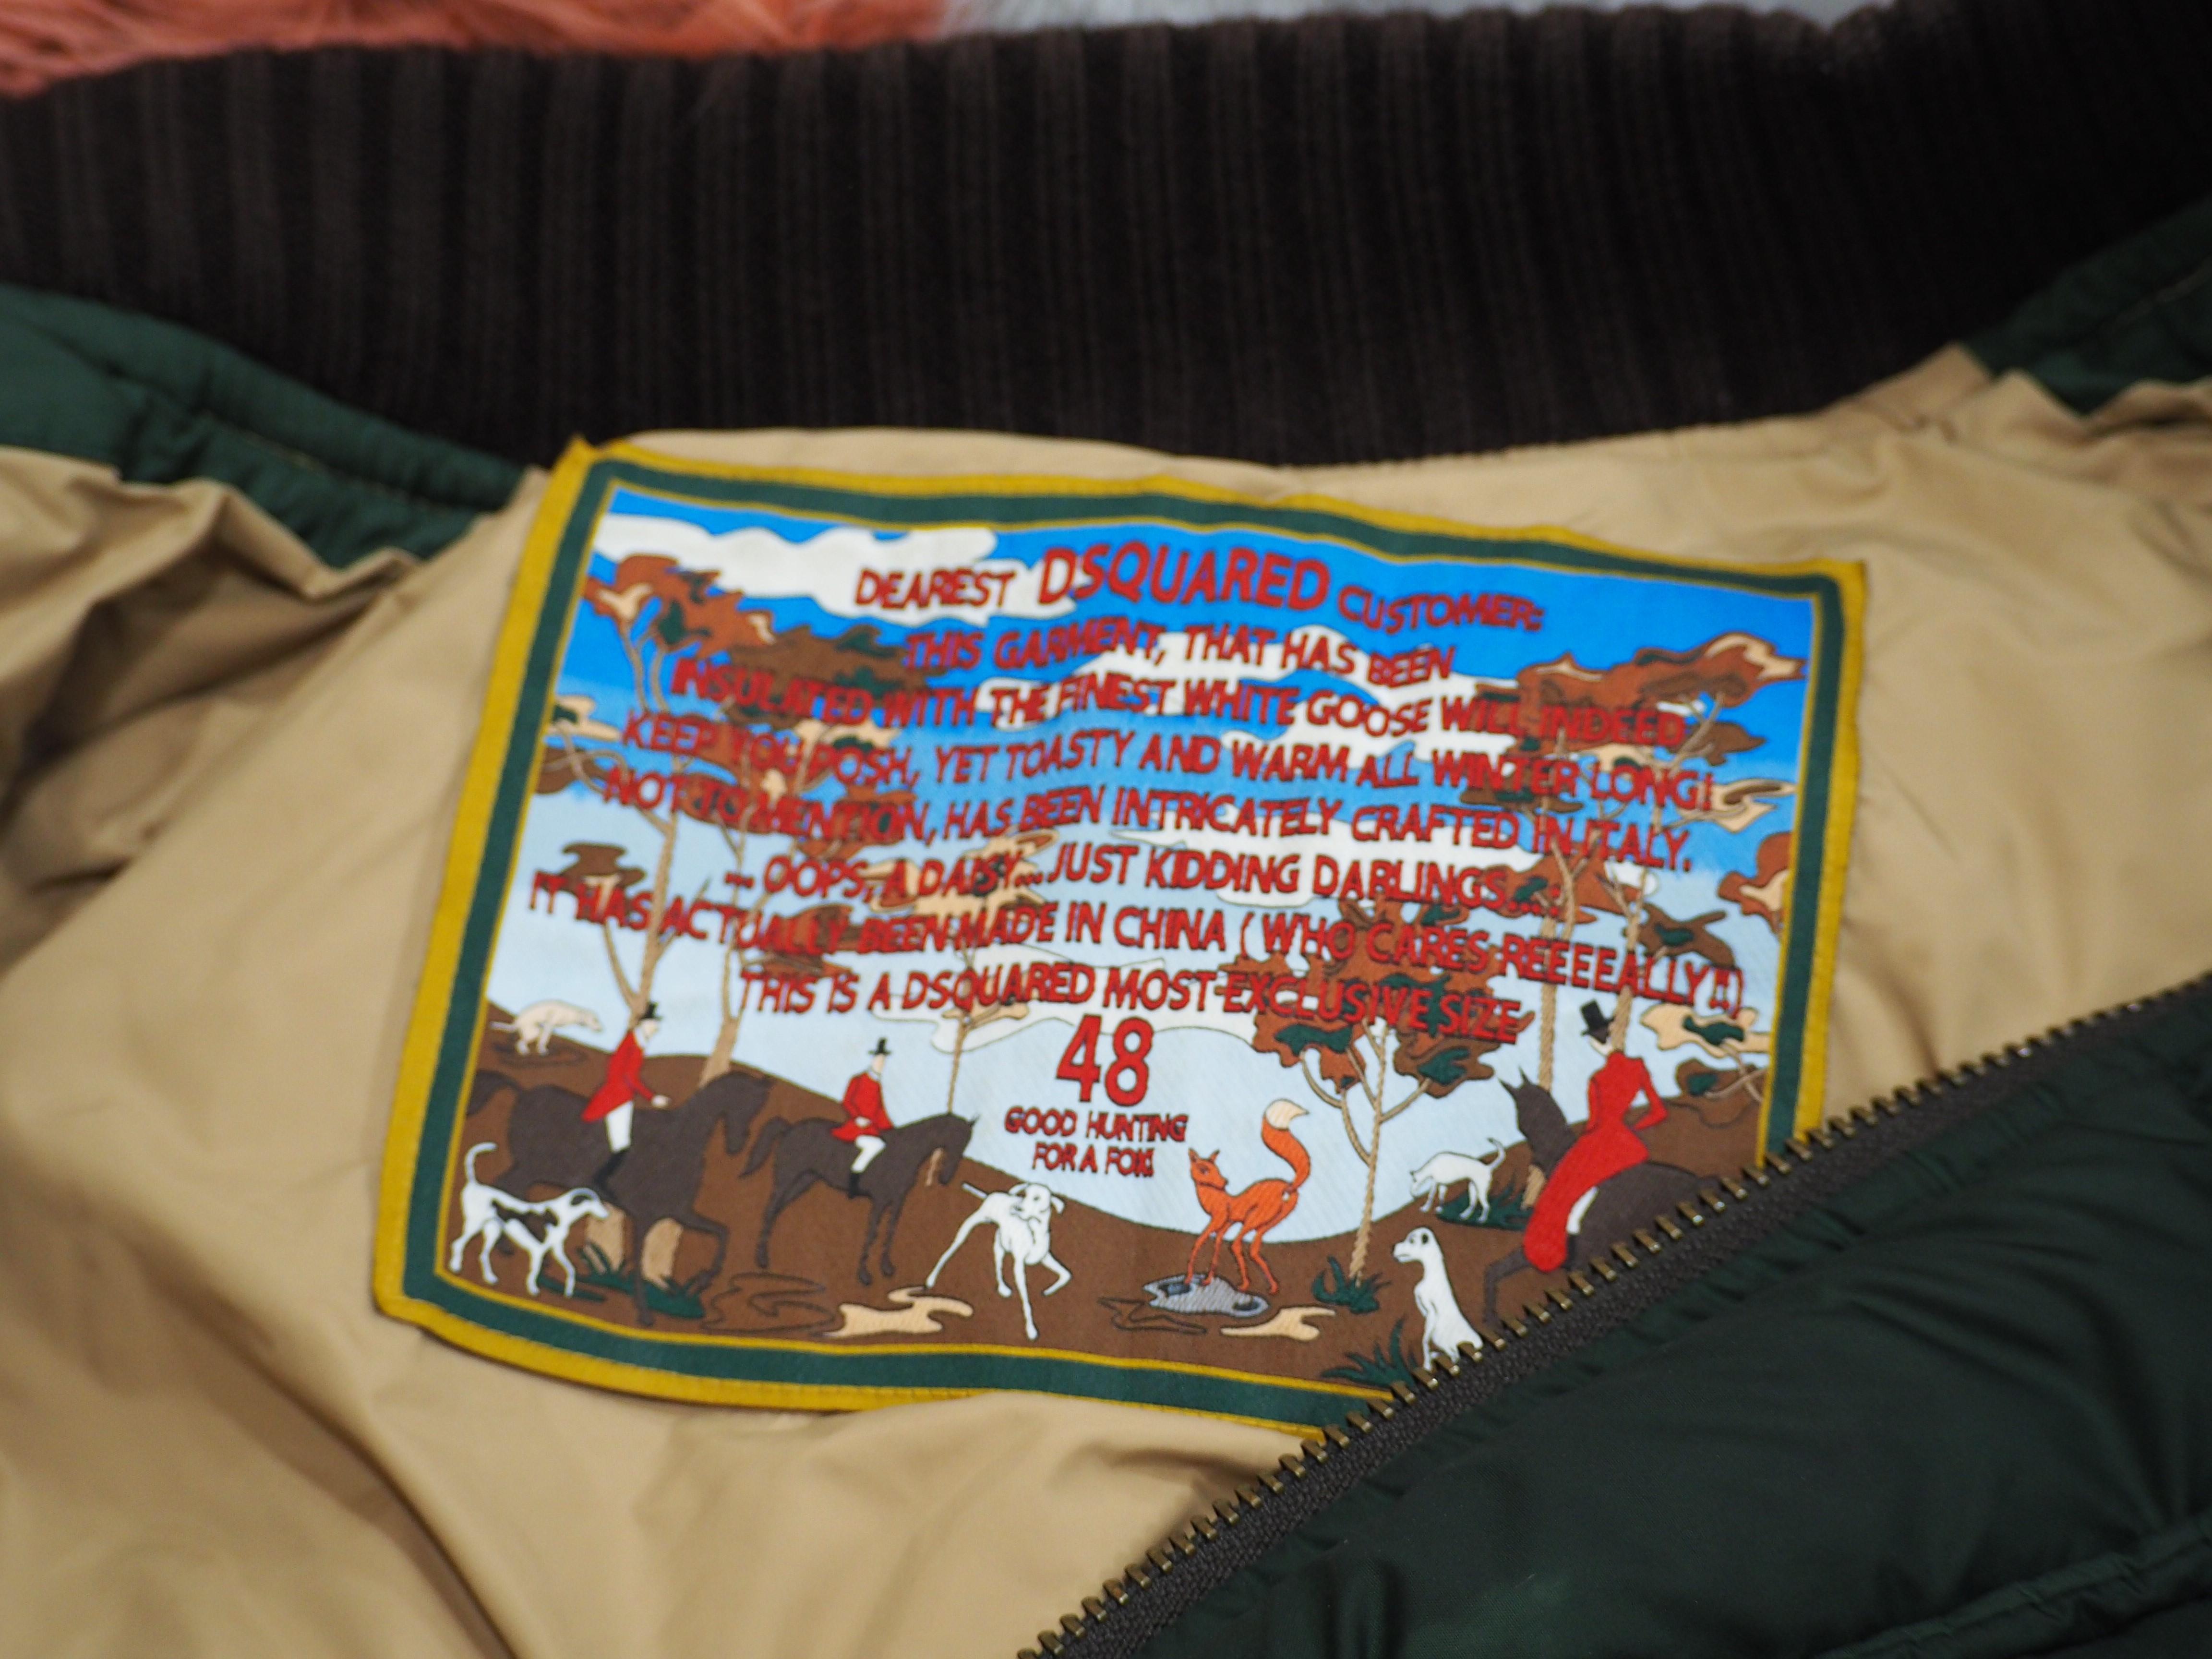 DEAREST DSQUARED CUSTOMER:
THIS GARMENT, THAT HAS BEEN
INSULATED WITH THE FINEST WHITE GOOSE WILL INDEED
KEEP YOU POSH, YET TOASTY AND WARM ALL WINTER LONG!
NOT TO MENTION, HAS BEEN INTRICATELY CRAFTED IN ITALY.
... OOPS, A DAISY... JUST KIDDING DARLINGS....
IT HAS ACTUALLY BEEN MADE IN CHINA ( WHO CARES REEEEALLY!!)
THIS IS A DSQUARED MOST EXCLUSIVE SIZE
48
GOOD HUNTING
FOR A FOX!